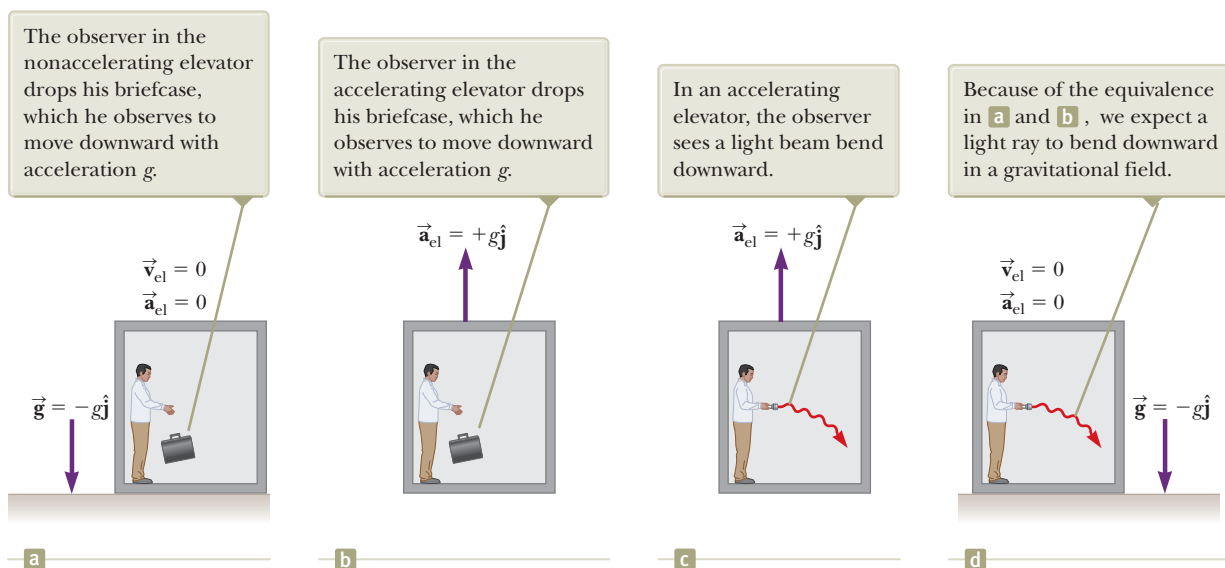 The observer in the
nonaccelerating elevator
drops his briefcase,
which he observes to
move downward with
acceleration g.
v⃗el = 0
a⃗el = 0
g⃗ = −gĵ
a
The observer in the
accelerating elevator drops
his briefcase, which he
observes to move downward
with acceleration g.
a⃗el = +gĵ
b
In an accelerating
elevator, the observer
sees a light beam bend
downward.
a⃗el = +gĵ
c
Because of the equivalence
in a and b , we expect a
light ray to bend downward
in a gravitational field.
v⃗el = 0
a⃗el = 0
g⃗ = −gĵ
d